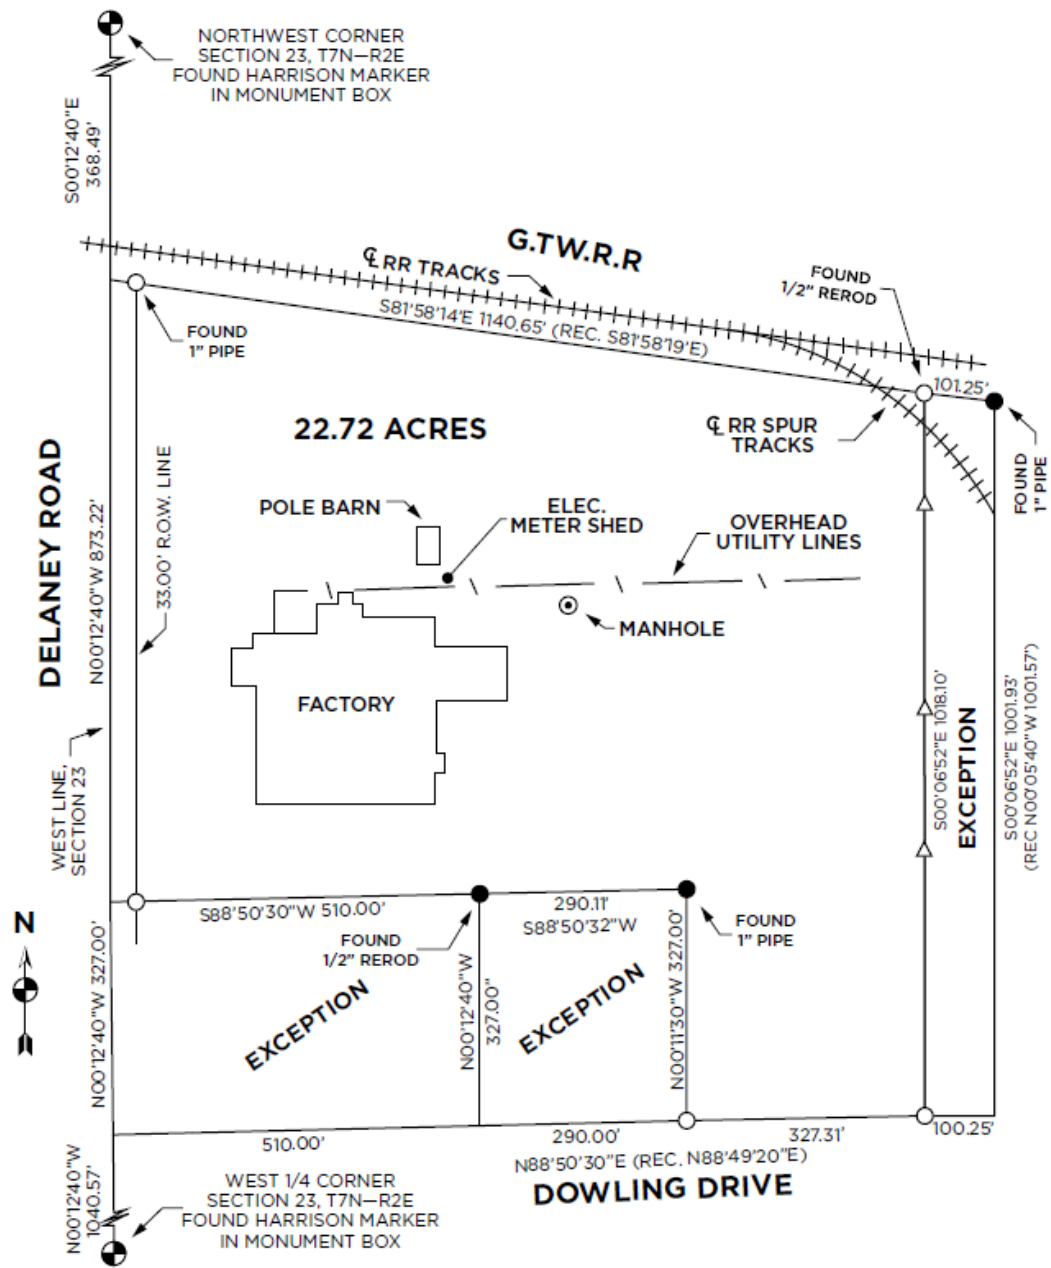 NORTHWEST CORNER
SECTION 23, T7N—R2E
FOUND HARRISON MARKER
IN MONUMENT BOX
S00°12'40"E
368.49'
G.TW.R.R
℄ RR TRACKS
S81°58'14"E 1140.65' (REC. S81°58'19"E)
FOUND
1/2" REROD
FOUND
1" PIPE
101.25'
22.72 ACRES
℄ RR SPUR
TRACKS
FOUND
1" PIPE
DELANEY ROAD
N00°12'40"W 873.22'
33.00' R.O.W. LINE
POLE BARN
ELEC.
METER SHED
OVERHEAD
UTILITY LINES
MANHOLE
FACTORY
WEST LINE,
SECTION 23
S00°06'52"E 1018.10'
EXCEPTION
S00°06'52"E 1001.93'
(REC N00°05'40"W 1001.57')
N
S88°50'30"W 510.00'
290.11'
S88°50'32"W
FOUND
1/2" REROD
FOUND
1" PIPE
N00°12'40"W 327.00'
EXCEPTION
N00°12'40"W
327.00"
EXCEPTION
N00°11'30"W 327.00'
510.00'
290.00'
327.31'
100.25'
N88°50'30"E (REC. N88°49'20"E)
DOWLING DRIVE
N00°12'40"W
1040.57'
WEST 1/4 CORNER
SECTION 23, T7N—R2E
FOUND HARRISON MARKER
IN MONUMENT BOX